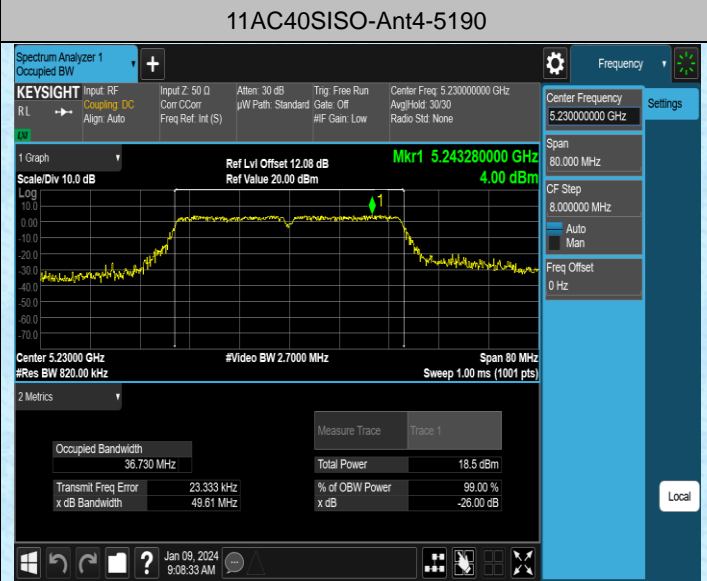 11AC40SISO-Ant4-5190
Spectrum Analyzer 1
Occupied BW
+
Frequency
KEYSIGHT
Input: RF
Input Z: 50 Ω
Atten: 30 dB
Trig: Free Run
Center Freq: 5.230000000 GHz
RL
Coupling: DC
Corr CCorr
µW Path: Standard
Gate: Off
Avg|Hold: 30/30
Align: Auto
Freq Ref: Int (S)
#IF Gain: Low
Radio Std: None
LXI
Center Frequency
5.230000000 GHz
Settings
Span
80.000 MHz
CF Step
8.000000 MHz
Auto
Man
Freq Offset
0 Hz
1 Graph
Ref Lvl Offset 12.08 dB
Mkr1 5.243280000 GHz
Scale/Div 10.0 dB
Ref Value 20.00 dBm
4.00 dBm
Log
10.0
0.00
-10.0
-20.0
-30.0
-40.0
-50.0
-60.0
-70.0
1
Center 5.23000 GHz
#Video BW 2.7000 MHz
Span 80 MHz
#Res BW 820.00 kHz
Sweep 1.00 ms (1001 pts)
2 Metrics
Measure Trace
Trace 1
Occupied Bandwidth
36.730 MHz
Total Power
18.5 dBm
Transmit Freq Error
23.333 kHz
% of OBW Power
99.00 %
x dB Bandwidth
49.61 MHz
x dB
-26.00 dB
Local
?
Jan 09, 2024
9:08:33 AM